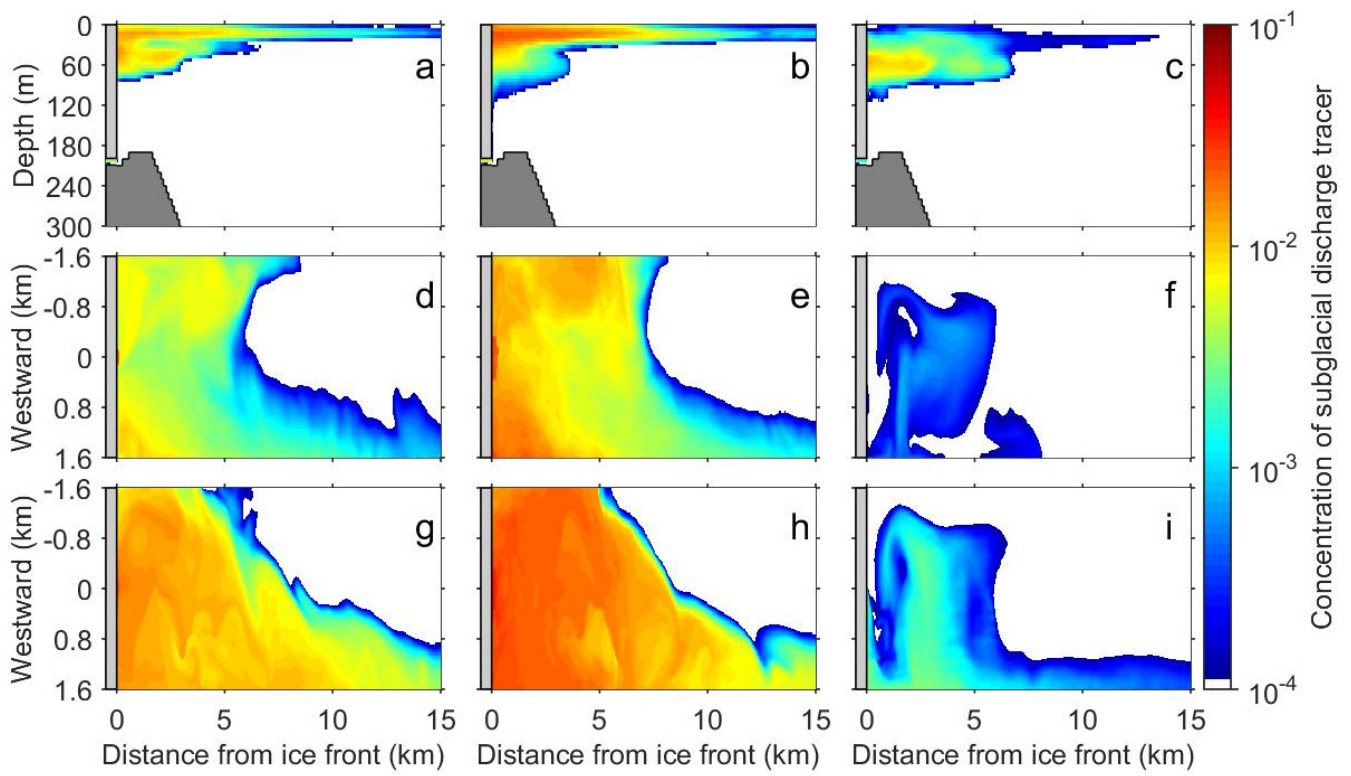 0
60
120
180
240
300
Depth (m)
a
b
c
-1.6
-0.8
0
0.8
1.6
Westward (km)
d
e
f
-1.6
-0.8
0
0.8
1.6
Westward (km)
g
h
i
0 5 10 15
0 5 10 15
0 5 10 15
Distance from ice front (km)
Distance from ice front (km)
Distance from ice front (km)
10⁻¹
10⁻²
10⁻³
10⁻⁴
Concentration of subglacial discharge tracer